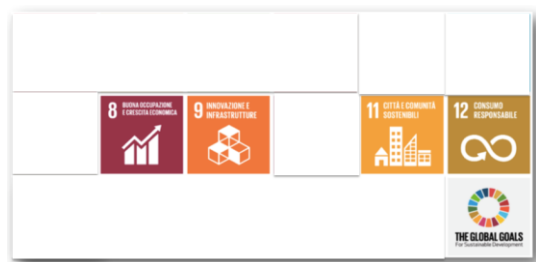 8 BUONA OCCUPAZIONE
E CRESCITA ECONOMICA
9 INNOVAZIONE E
INFRASTRUTTURE
11 CITTÀ E COMUNITÀ
SOSTENIBILI
12 CONSUMO
RESPONSABILE
THE GLOBAL GOALS
For Sustainable Development